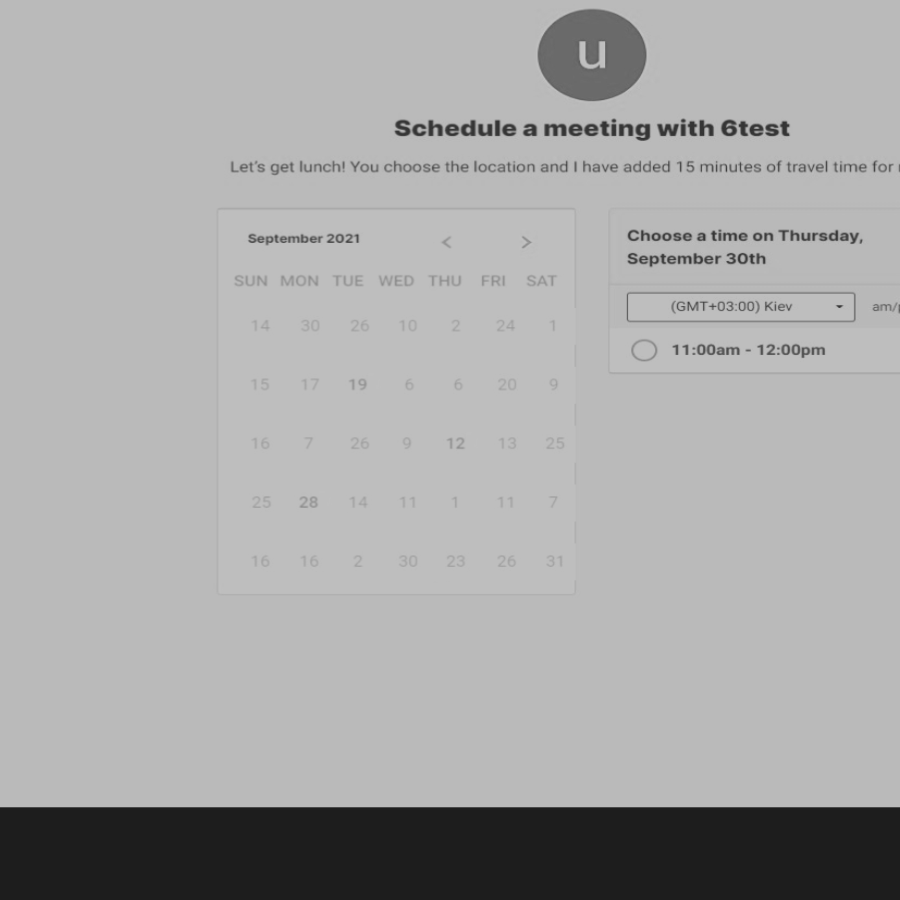 u
Schedule a meeting with 6test
Let's get lunch! You choose the location and I have added 15 minutes of travel time for
September 2021 < >
SUN MON TUE WED THU FRI SAT
14 30 26 10 2 24 1
15 17 19 6 6 20 9
16 7 26 9 12 13 25
25 28 14 11 1 11 7
16 16 2 30 23 26 31
Choose a time on Thursday,
September 30th
(GMT+03:00) Kiev am/
11:00am - 12:00pm